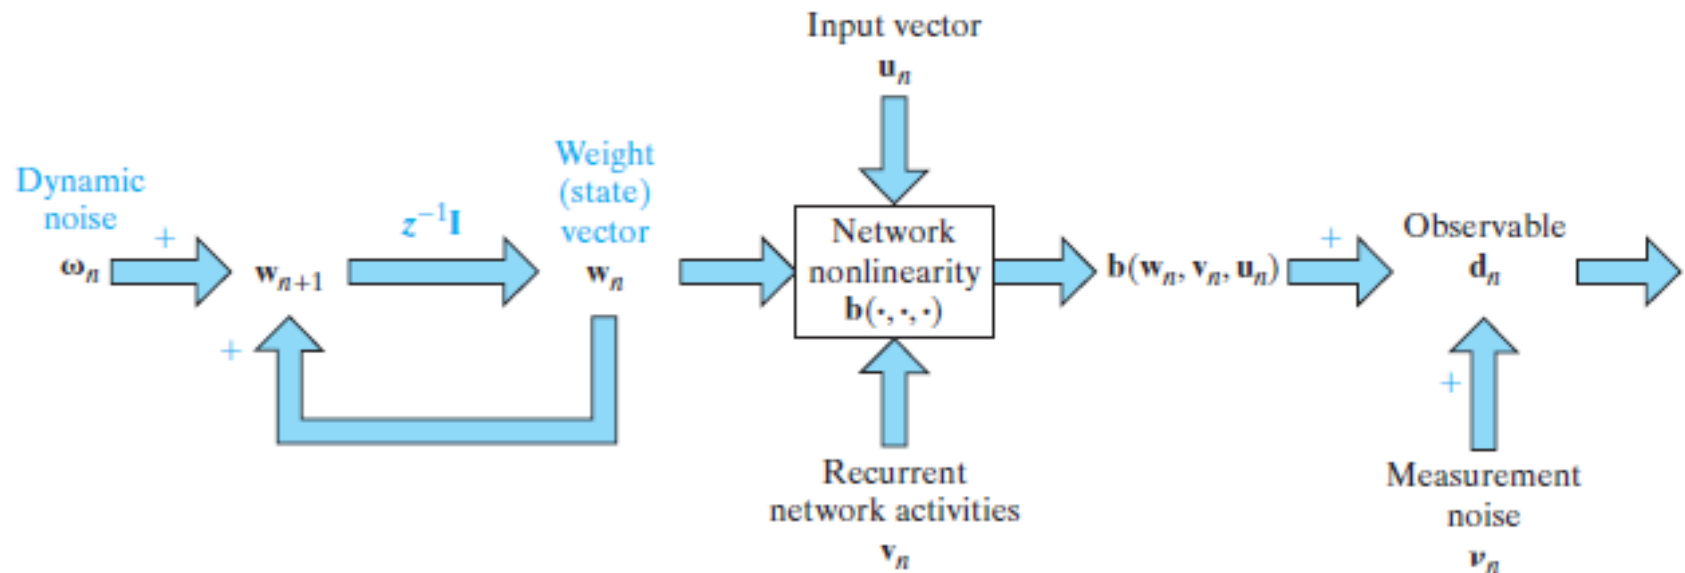 Input vector
𝐮ₙ
Dynamic
noise
+
𝛚ₙ
𝐰ₙ₊₁
+
z⁻¹𝐈
Weight
(state)
vector
𝐰ₙ
Network
nonlinearity
𝐛(·, ·, ·)
Recurrent
network activities
𝐯ₙ
𝐛(𝐰ₙ, 𝐯ₙ, 𝐮ₙ)
+
Observable
𝐝ₙ
+
Measurement
noise
𝛎ₙ